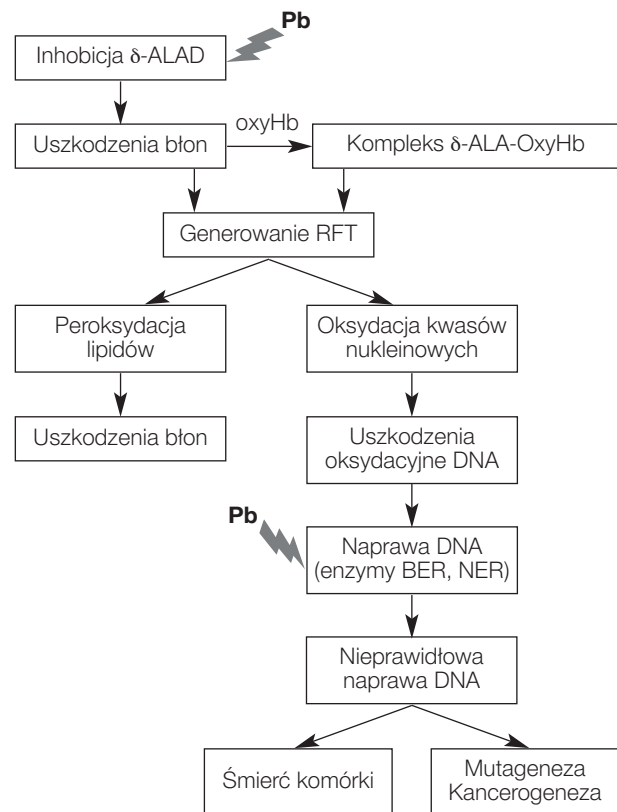 Pb
Inhobicja δ-ALAD
oxyHb
Uszkodzenia błon
Kompleks δ-ALA-OxyHb
Generowanie RFT
Peroksydacja
lipidów
Oksydacja kwasów
nukleinowych
Uszkodzenia błon
Uszkodzenia
oksydacyjne DNA
Pb
Naprawa DNA
(enzymy BER, NER)
Nieprawidłowa
naprawa DNA
Śmierć komórki
Mutageneza
Kancerogeneza